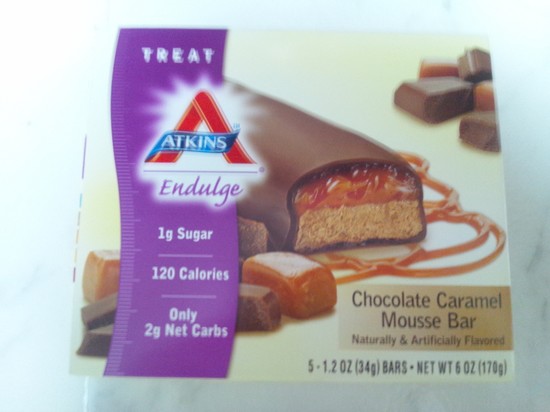 TREAT
ATKINS
Endulge
1g Sugar
120 Calories
Only
2g Net Carbs
Chocolate Caramel
Mousse Bar
Naturally & Artificially Flavored
5 - 1.2 OZ (34g) BARS • NET WT 6 OZ (170g)